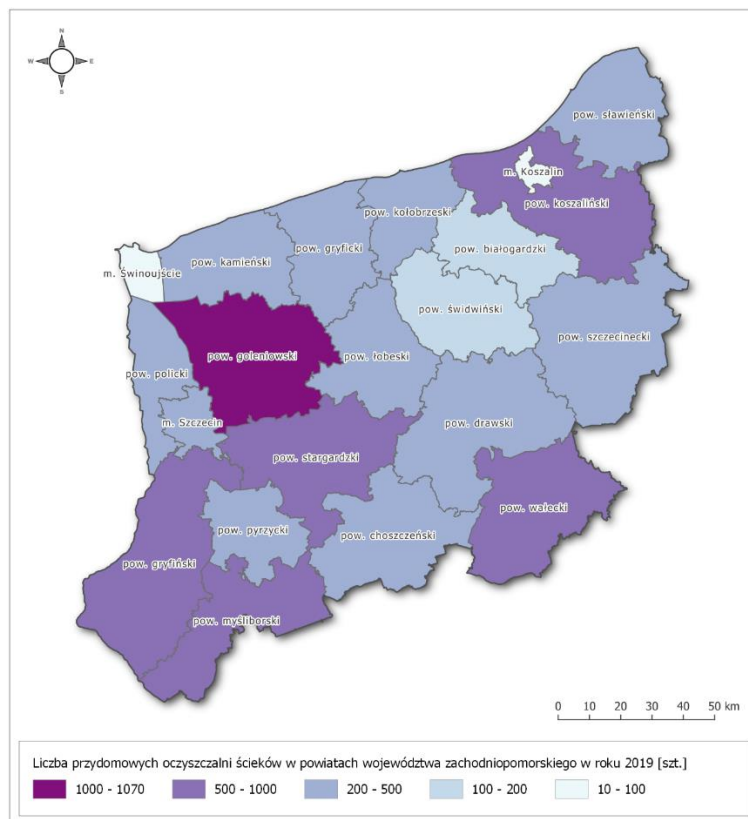 N
W E
S
pow. sławieński
m. Koszalin
pow. koszaliński
pow. kołobrzeski
pow. białogardzki
pow. gryficki
pow. kamieński
m. Świnoujście
pow. świdwiński
pow. szczecinecki
pow. goleniowski
pow. łobeski
pow. policki
m. Szczecin
pow. drawski
pow. stargardzki
pow. wałecki
pow. pyrzycki
pow. choszczeński
pow. gryfiński
pow. myśliborski
0 10 20 30 40 50 km
Liczba przydomowych oczyszczalni ścieków w powiatach województwa zachodniopomorskiego w roku 2019 [szt.]
1000 - 1070 500 - 1000 200 - 500 100 - 200 10 - 100